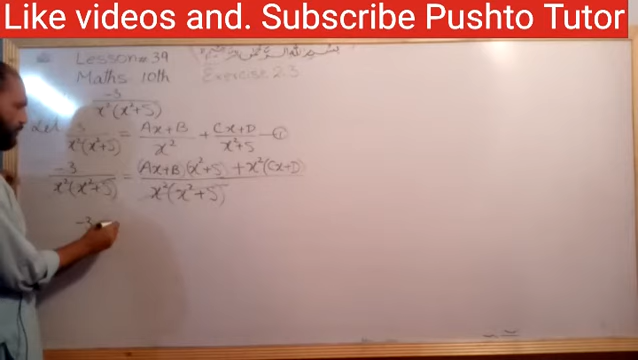 Like videos and. Subscribe Pushto Tutor
Lesson # 39
Maths 10th Exercise 2.3
-3 / x²(x²+5)
Let -3 / x²(x²+5) = Ax+B / x² + Cx+D / x²+5
-3 / x²(x²+5) = (Ax+B)(x²+5) + x²(Cx+D) / x²(x²+5)
-3